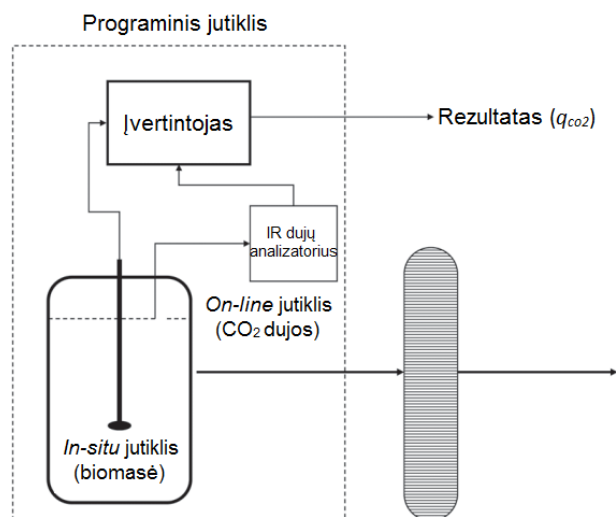 Programinis jutiklis
Įvertintojas
Rezultatas (qco2)
IR dujų
analizatorius
On-line jutiklis
(CO₂ dujos)
In-situ jutiklis
(biomasė)